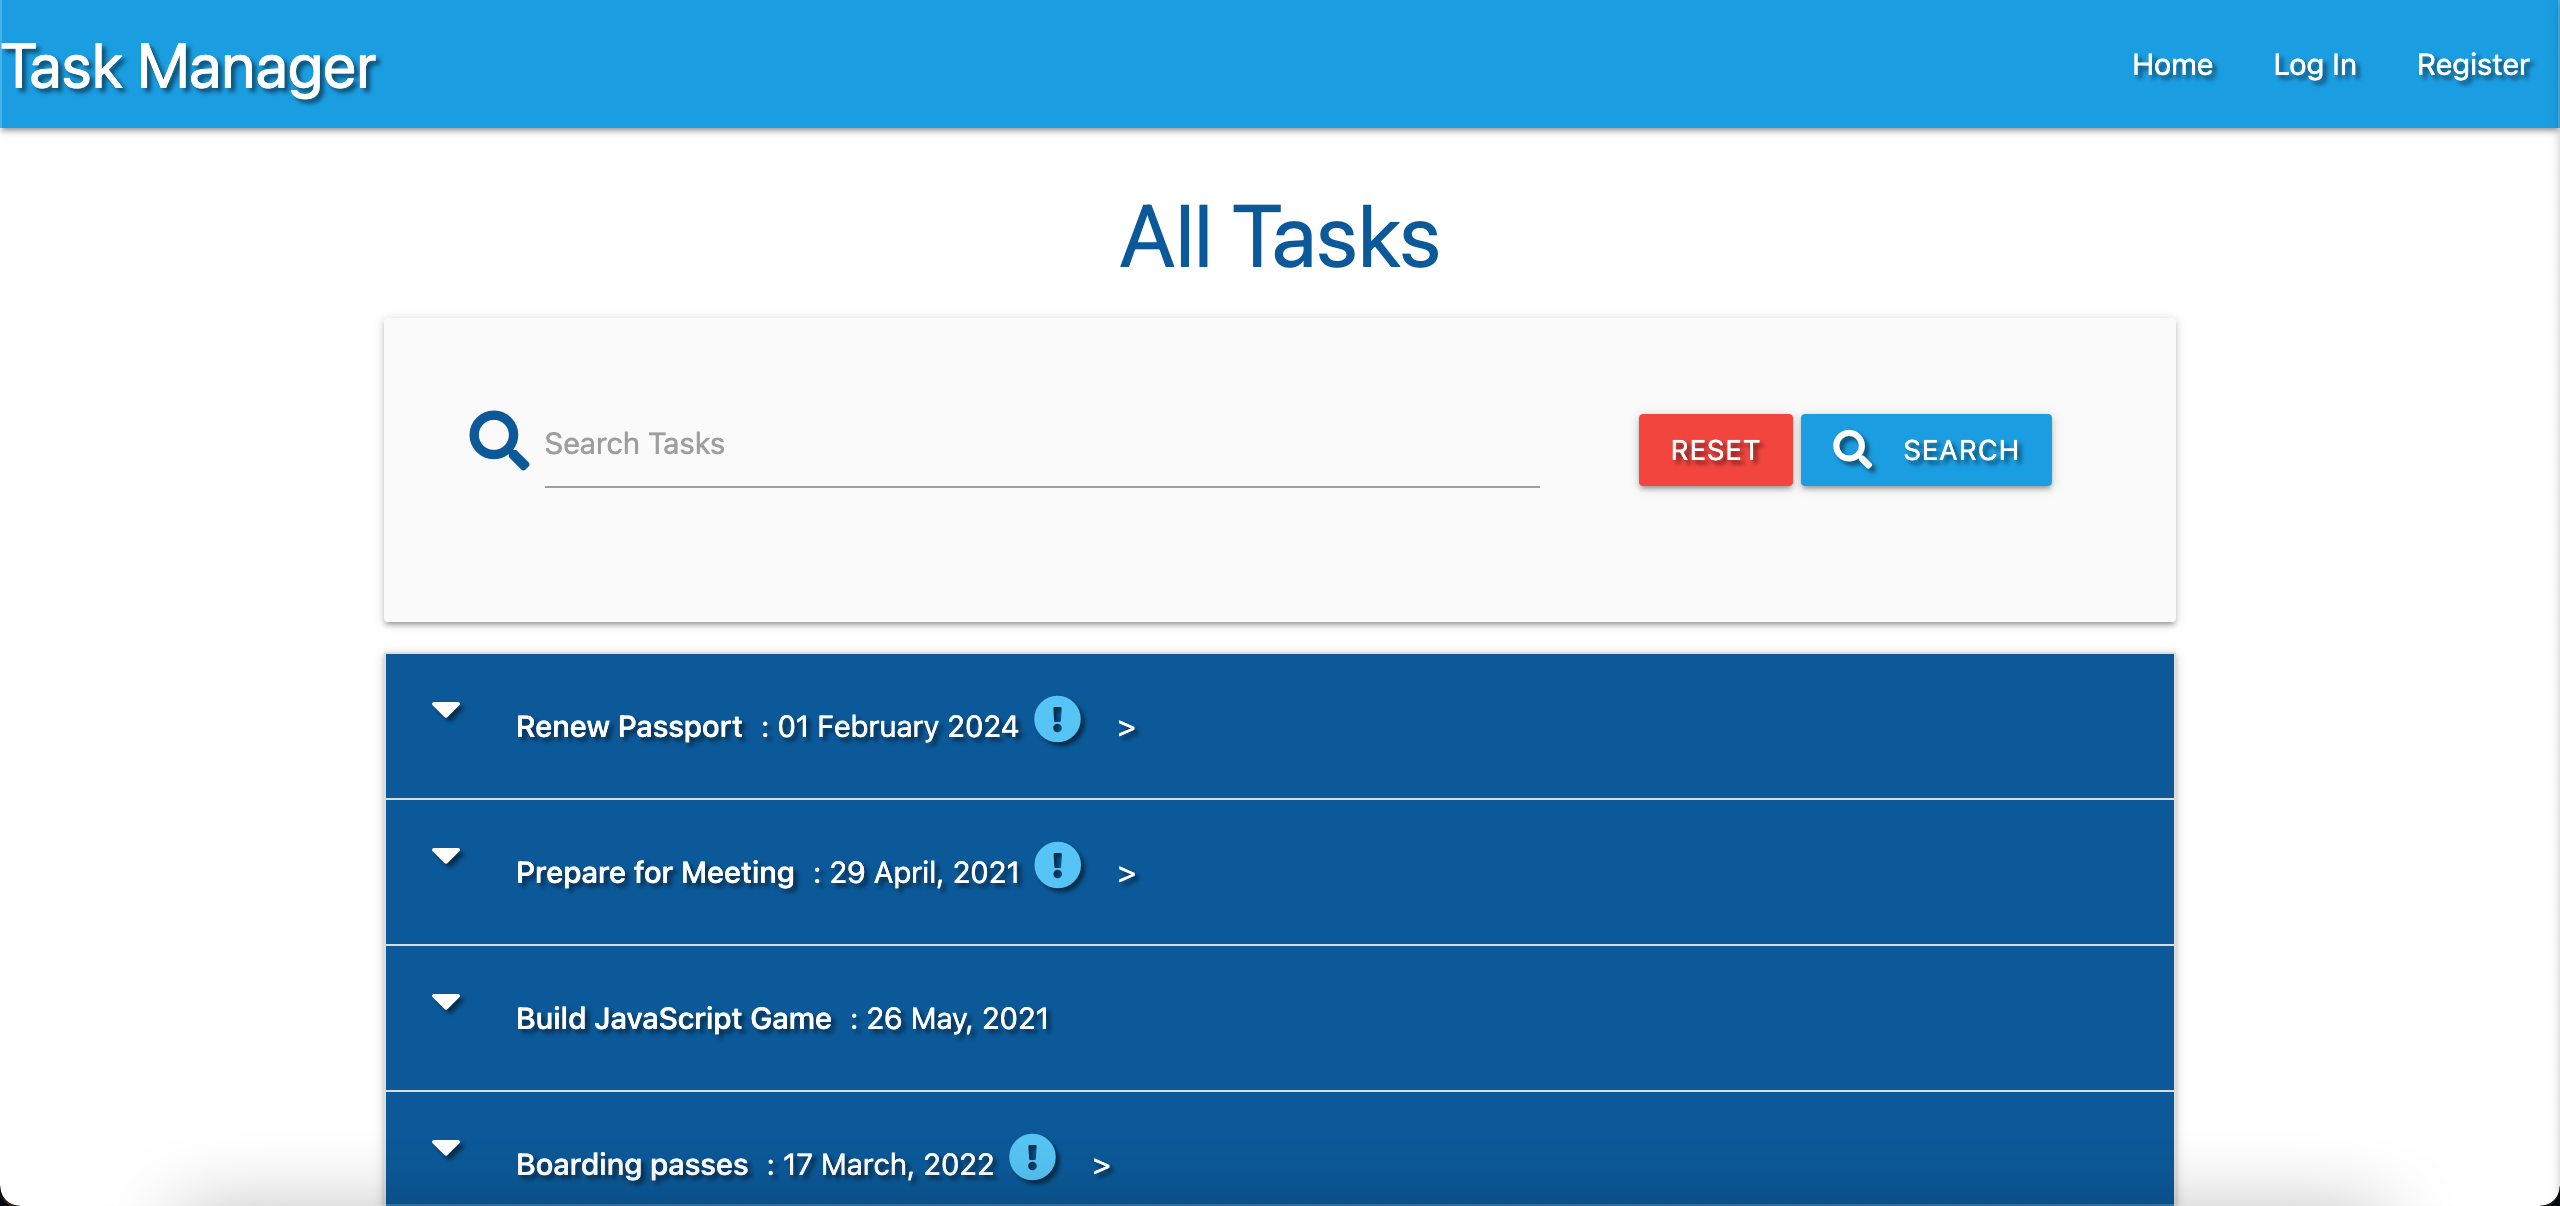 Task Manager Home Log In Register
All Tasks
Search Tasks RESET SEARCH
Renew Passport : 01 February 2024 >
Prepare for Meeting : 29 April, 2021 >
Build JavaScript Game : 26 May, 2021
Boarding passes : 17 March, 2022 >